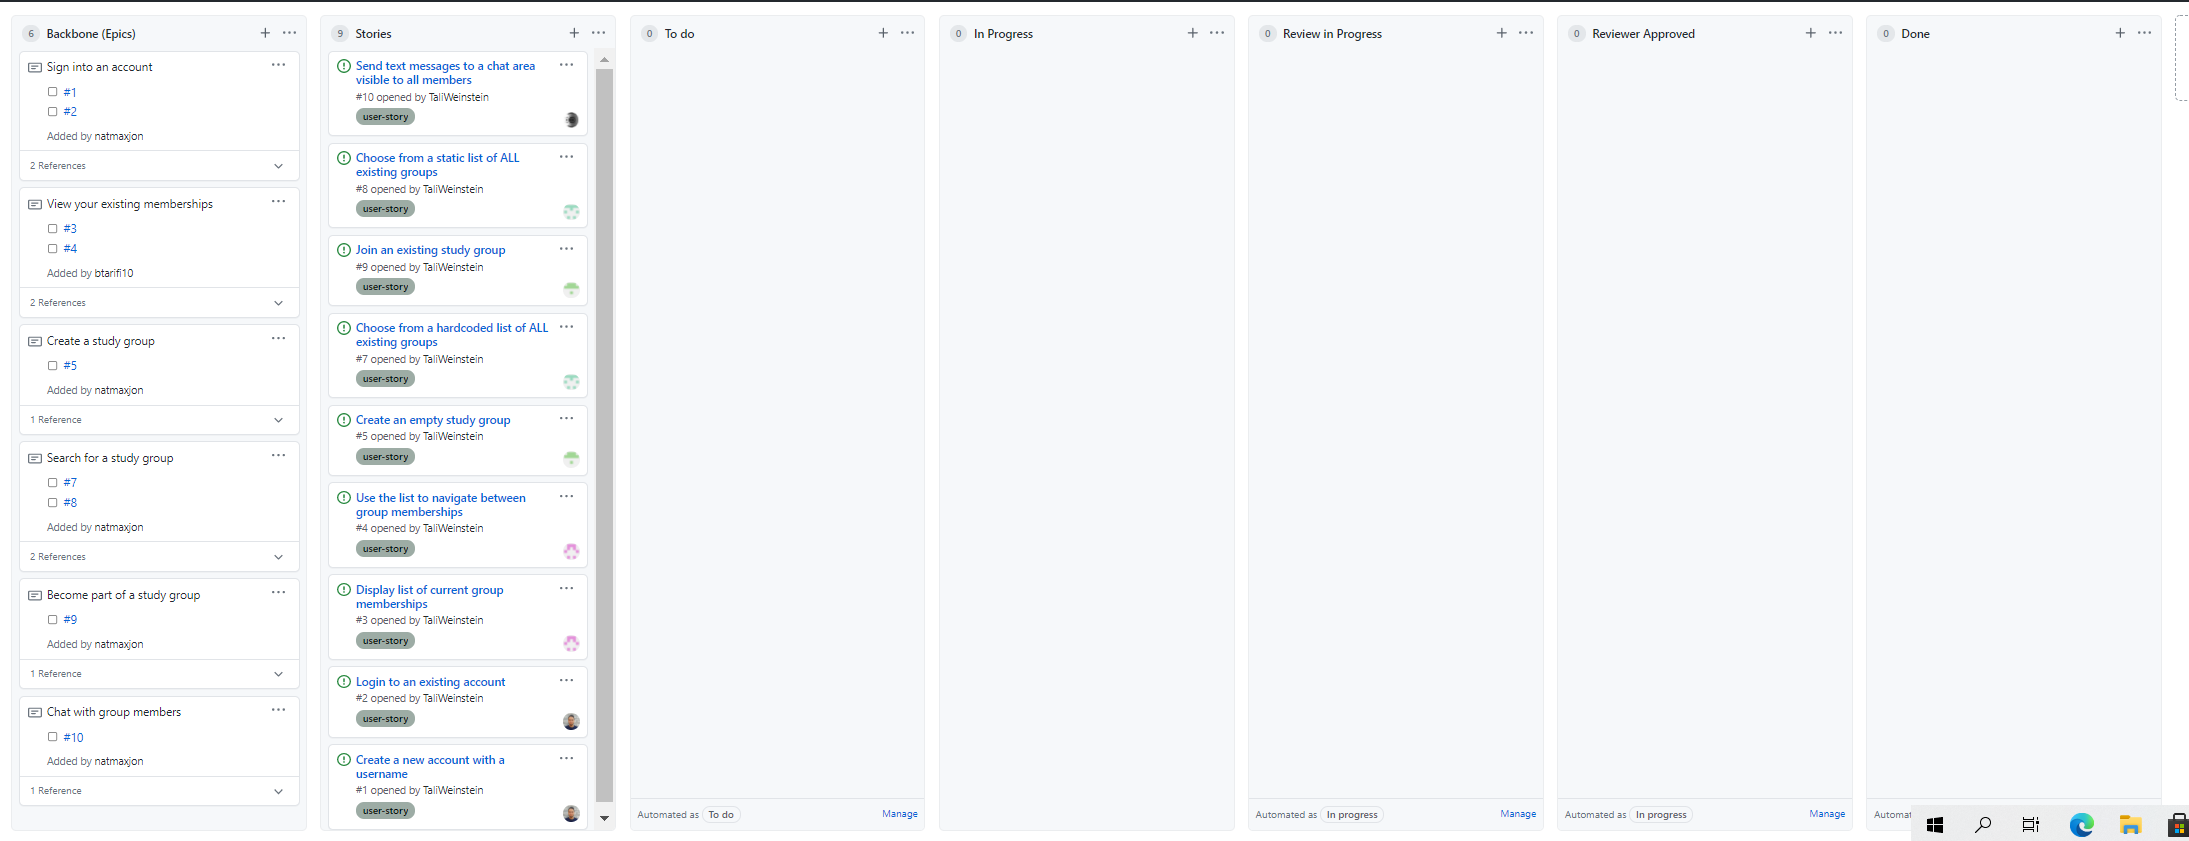 6 Backbone (Epics)
Sign into an account
#1
#2
Added by natmaxjon
2 References
View your existing memberships
#3
#4
Added by btarifi10
2 References
Create a study group
#5
Added by natmaxjon
1 Reference
Search for a study group
#7
#8
Added by natmaxjon
2 References
Become part of a study group
#9
Added by natmaxjon
1 Reference
Chat with group members
#10
Added by natmaxjon
1 Reference
9 Stories
Send text messages to a chat area
visible to all members
#10 opened by TaliWeinstein
user-story
Choose from a static list of ALL
existing groups
#8 opened by TaliWeinstein
user-story
Join an existing study group
#9 opened by TaliWeinstein
user-story
Choose from a hardcoded list of ALL
existing groups
#7 opened by TaliWeinstein
user-story
Create an empty study group
#5 opened by TaliWeinstein
user-story
Use the list to navigate between
group memberships
#4 opened by TaliWeinstein
user-story
Display list of current group
memberships
#3 opened by TaliWeinstein
user-story
Login to an existing account
#2 opened by TaliWeinstein
user-story
Create a new account with a
username
#1 opened by TaliWeinstein
user-story
0 To do
Automated as To do Manage
0 In Progress
0 Review in Progress
Automated as In progress Manage
0 Reviewer Approved
Automated as In progress Manage
0 Done
Automat